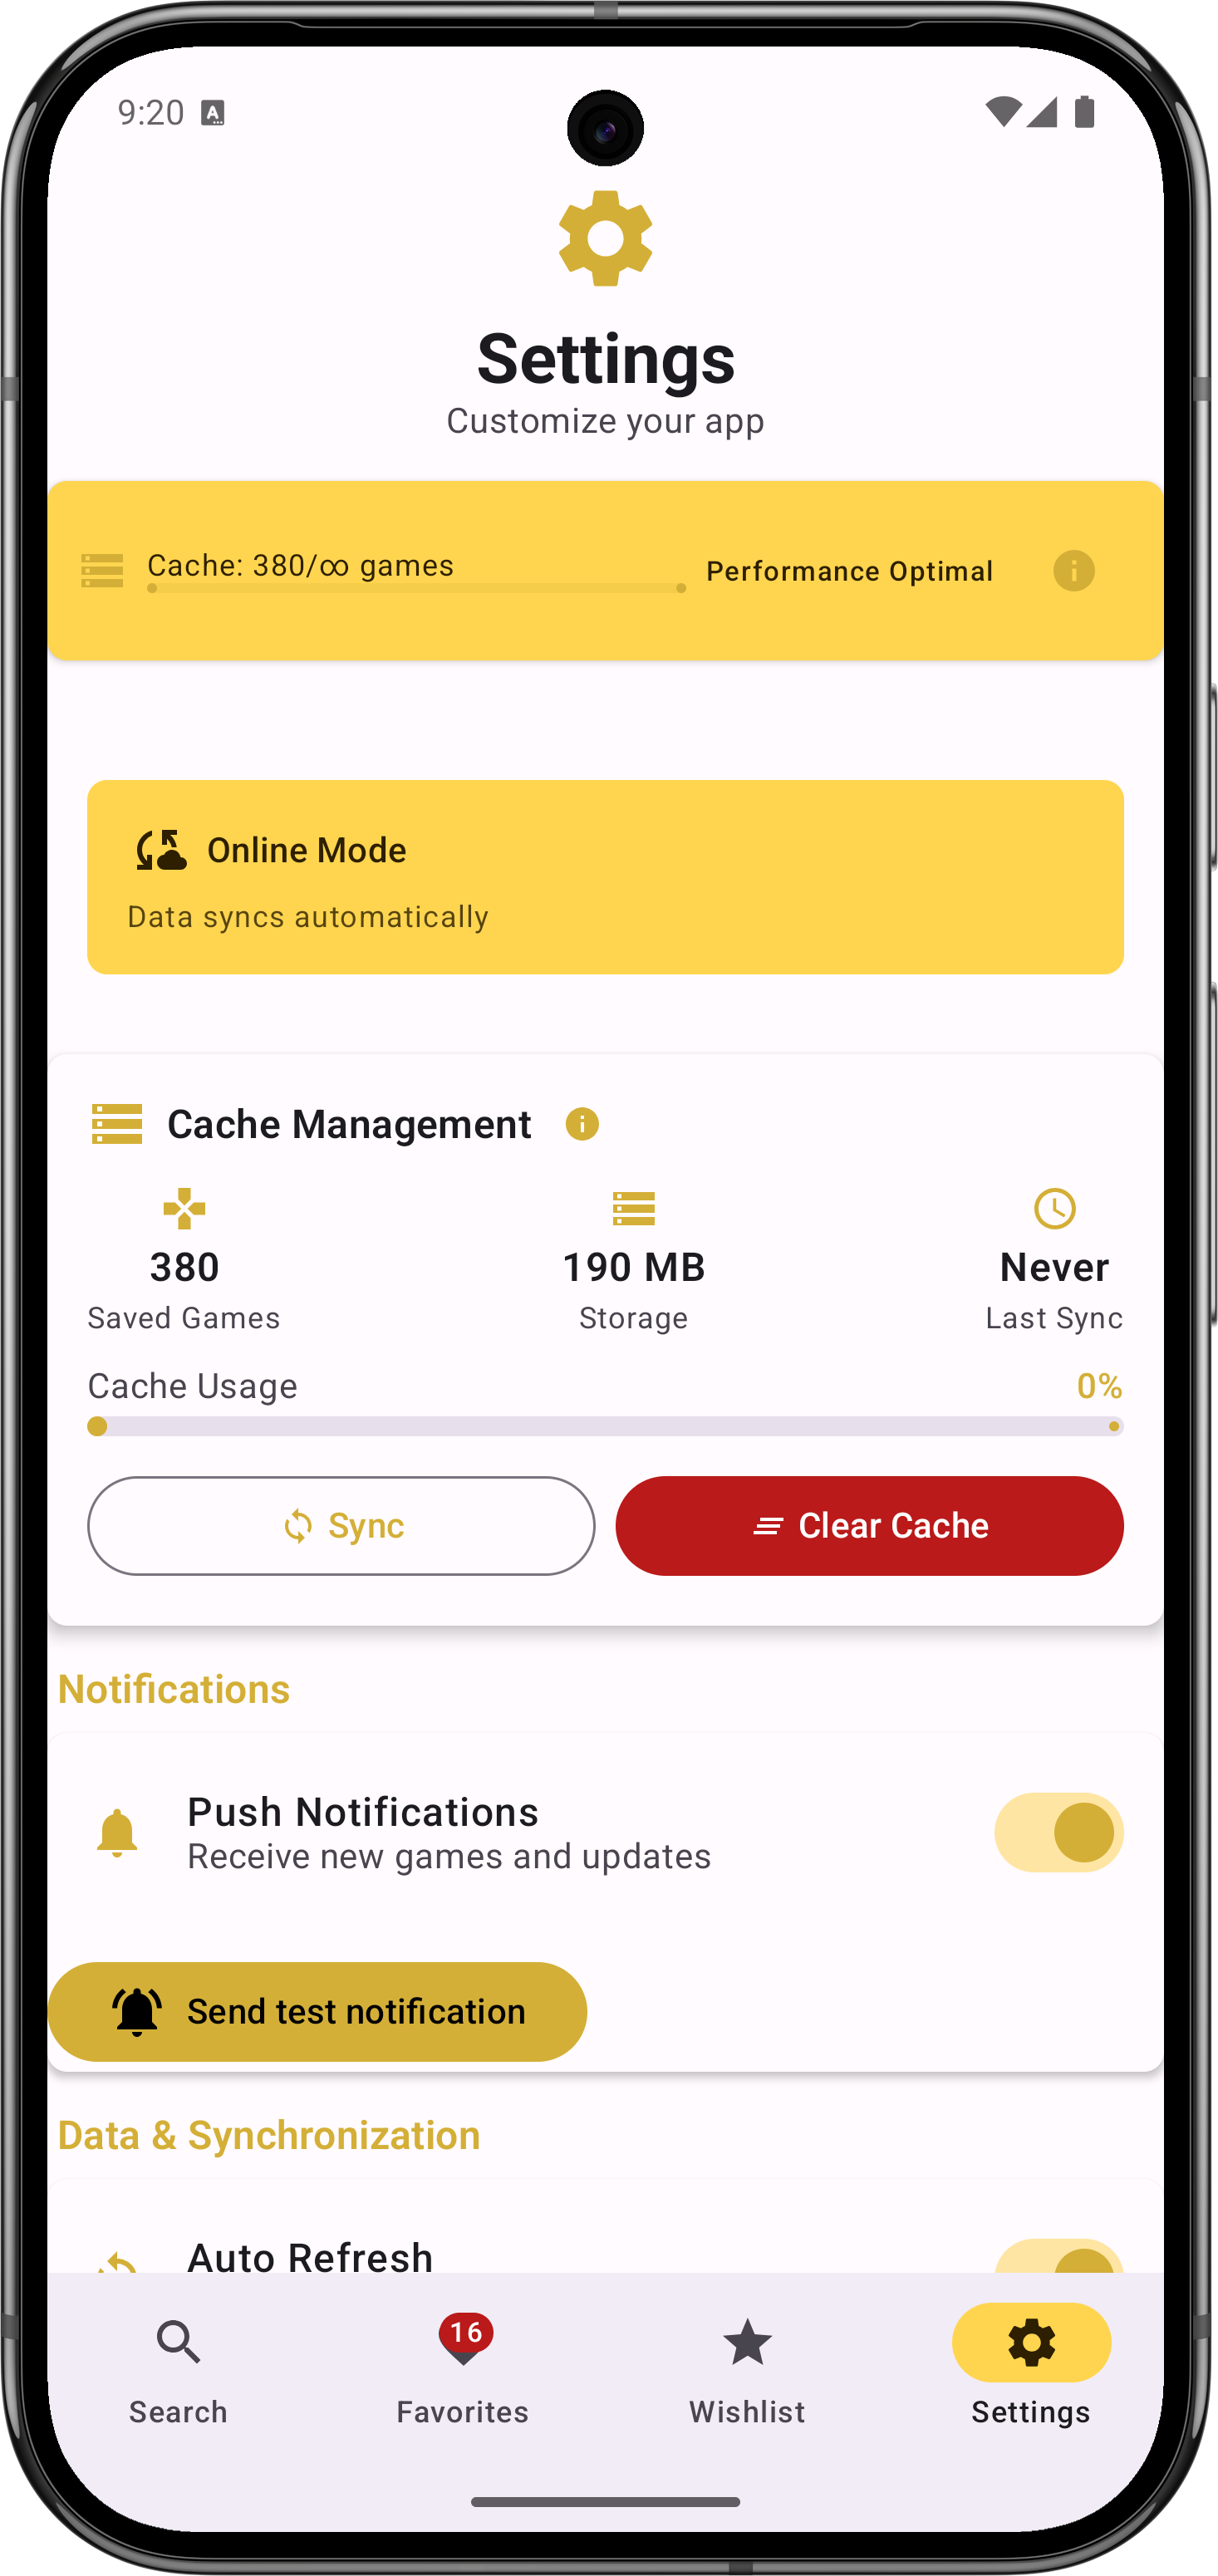 9:20
Settings
Customize your app
Cache: 380/∞ games
Performance Optimal
Online Mode
Data syncs automatically
Cache Management
380
190 MB
Never
Saved Games
Storage
Last Sync
Cache Usage
0%
Sync
Clear Cache
Notifications
Push Notifications
Receive new games and updates
Send test notification
Data & Synchronization
Auto Refresh
16
Search
Favorites
Wishlist
Settings